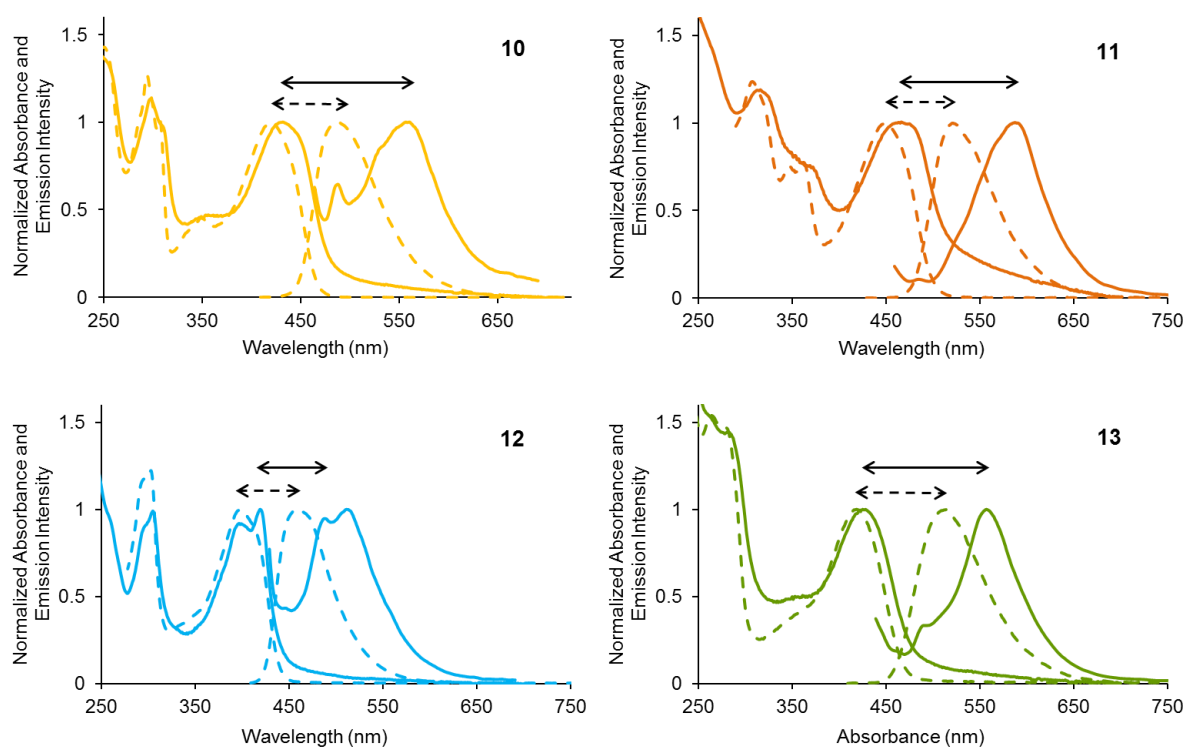 10
Normalized Absorbance and
Emission Intensity
1.5
1
0.5
0
250 350 450 550 650
Wavelength (nm)
11
Normalized Absorbance and
Emission Intensity
1.5
1
0.5
0
250 350 450 550 650 750
Wavelength (nm)
12
Normalized Absorbance and
Emission Intensity
1.5
1
0.5
0
250 350 450 550 650 750
Wavelength (nm)
13
Normalized Absorbance and
Emission Intensity
1.5
1
0.5
0
250 350 450 550 650 750
Absorbance (nm)